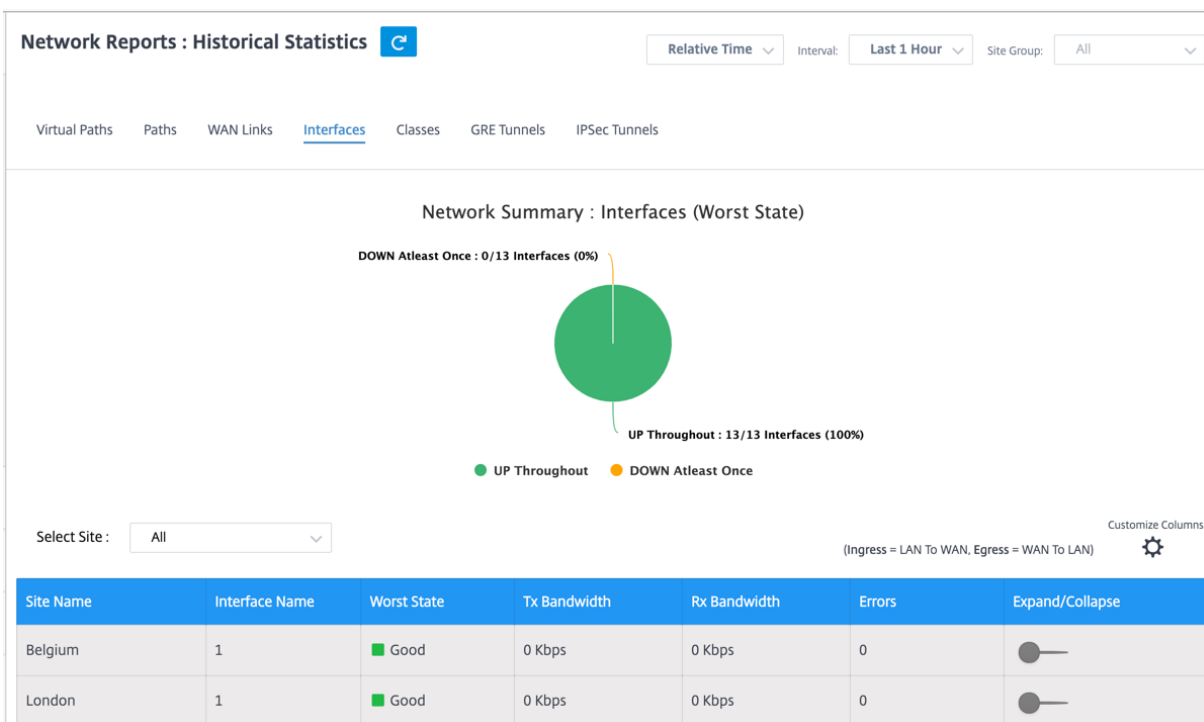 Network Reports : Historical Statistics
Relative Time Interval: Last 1 Hour Site Group: All
Virtual Paths Paths WAN Links Interfaces Classes GRE Tunnels IPSec Tunnels
Network Summary : Interfaces (Worst State)
DOWN Atleast Once : 0/13 Interfaces (0%)
UP Throughout : 13/13 Interfaces (100%)
UP Throughout DOWN Atleast Once
Select Site : All
Customize Columns
(Ingress = LAN To WAN, Egress = WAN To LAN)
Site Name Interface Name Worst State Tx Bandwidth Rx Bandwidth Errors Expand/Collapse
Belgium 1 Good 0 Kbps 0 Kbps 0
London 1 Good 0 Kbps 0 Kbps 0